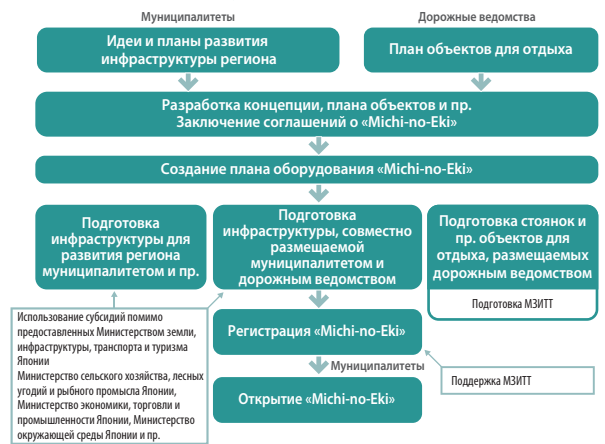 Муниципалитеты
Дорожные ведомства
Идеи и планы развития
инфраструктуры региона
План объектов для отдыха
Разработка концепции, плана объектов и пр.
Заключение соглашений о «Michi-no-Eki»
Создание плана оборудования «Michi-no-Eki»
Подготовка
инфраструктуры для
развития региона
муниципалитетом и пр.
Подготовка
инфраструктуры, совместно
размещаемой
муниципалитетом и
дорожным ведомством
Подготовка стоянок и
пр. объектов для
отдыха, размещаемых
дорожным ведомством
Подготовка МЗИТТ
Использование субсидий помимо
предоставленных Министерством земли,
инфраструктуры, транспорта и туризма
Японии
Министерство сельского хозяйства, лесных
угодий и рыбного промысла Японии,
Министерство экономики, торговли и
промышленности Японии, Министерство
окружающей среды Японии и пр.
Регистрация «Michi-no-Eki»
Муниципалитеты
Поддержка МЗИТТ
Открытие «Michi-no-Eki»